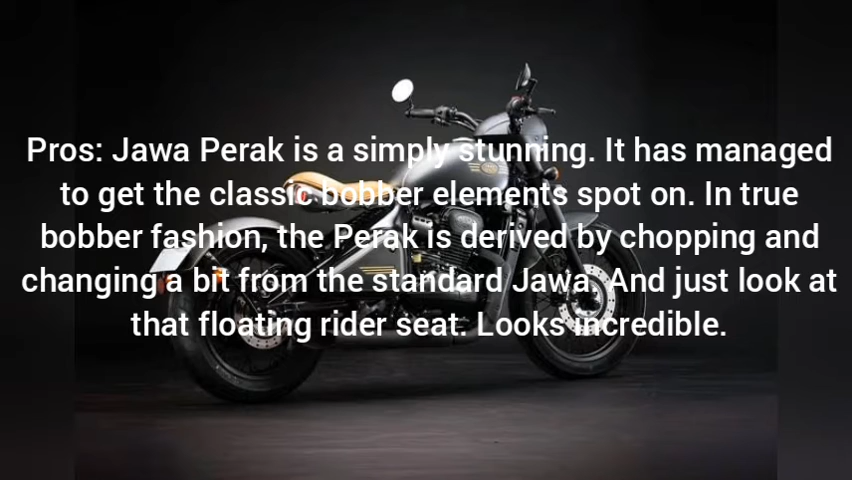 Pros: Jawa Perak is a simply stunning. It has managed
to get the classic bobber elements spot on. In true
bobber fashion, the Perak is derived by chopping and
changing a bit from the standard Jawa. And just look at
that floating rider seat. Looks incredible.